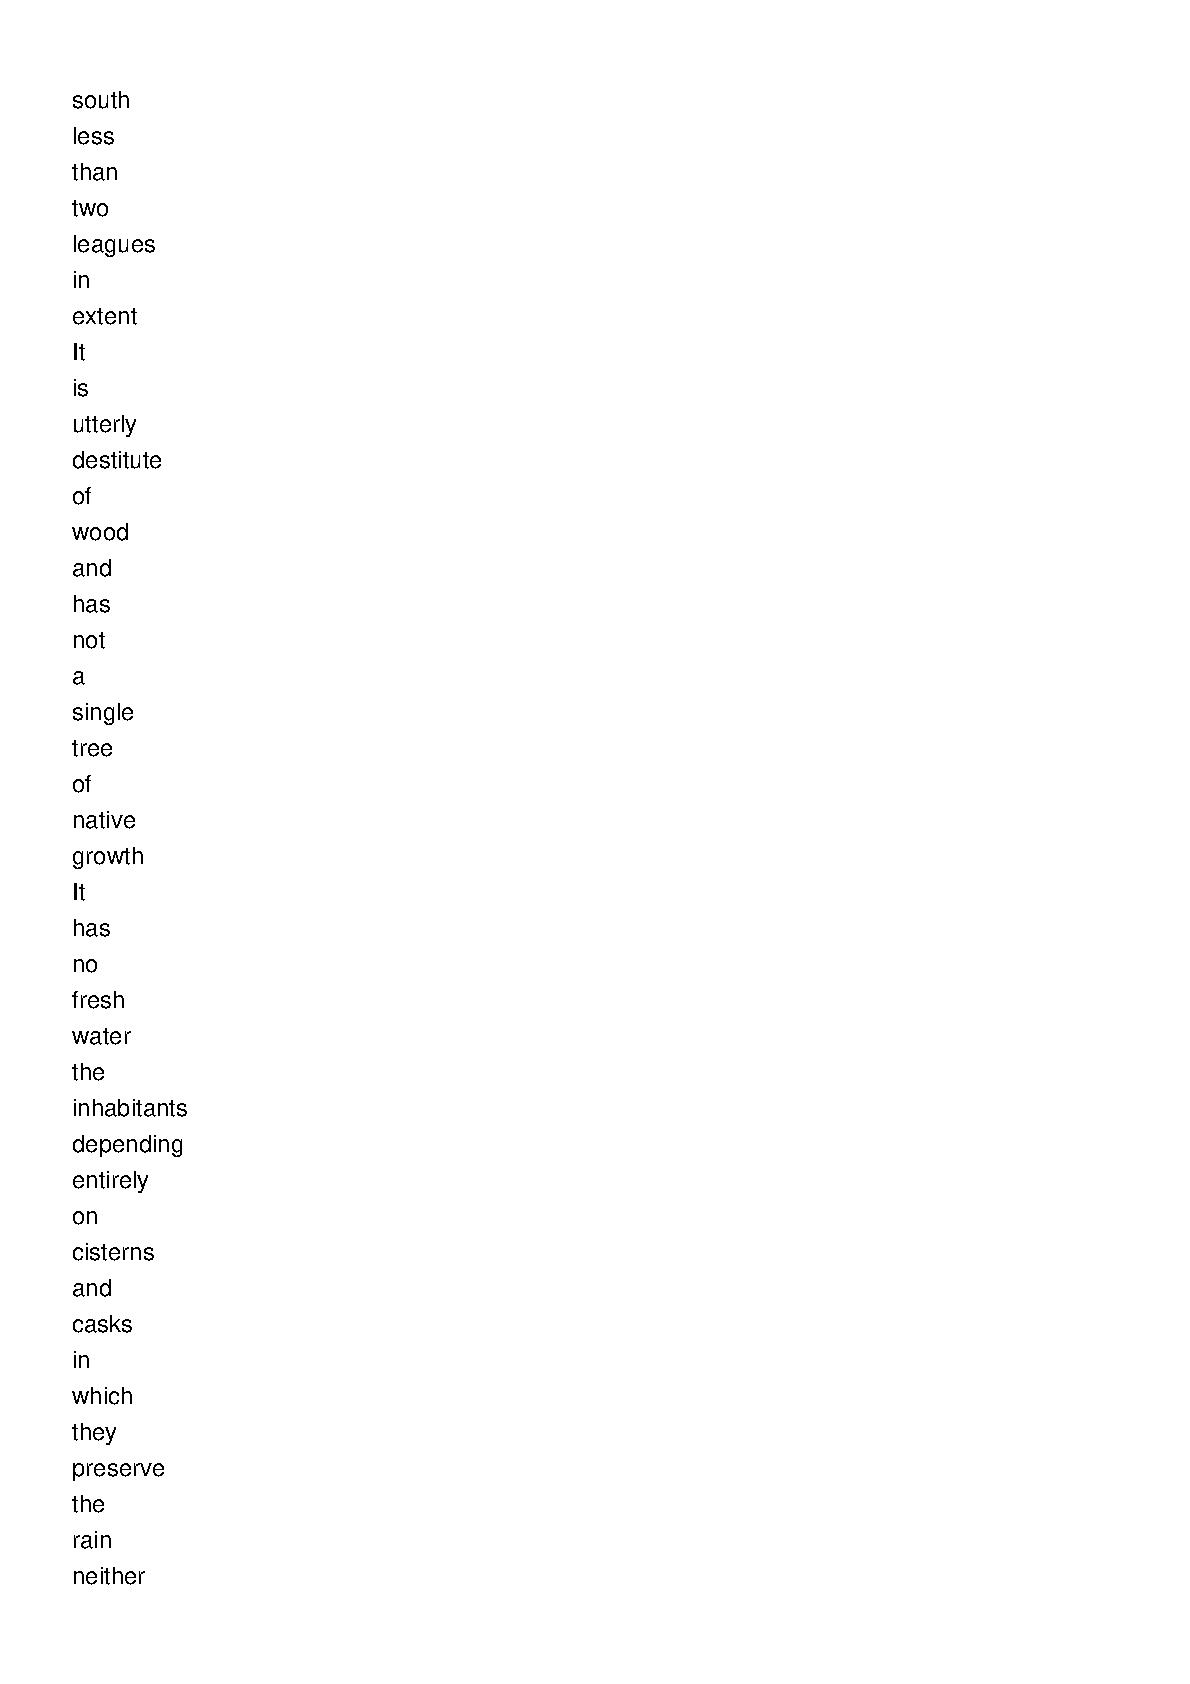 south
less
than
two
leagues
in
extent
It
is
utterly
destitute
of
wood
and
has
not
a
single
tree
of
native
growth
It
has
no
fresh
water
the
inhabitants
depending
entirely
on
cisterns
and
casks
in
which
they
preserve
the
rain
neither